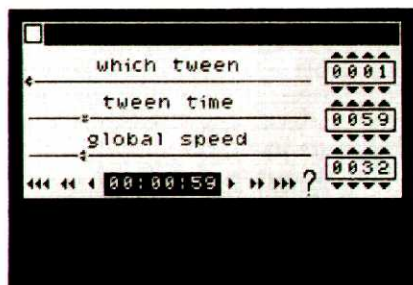 which tween
0001
tween time
0059
global speed
0032
00:00:59 ?